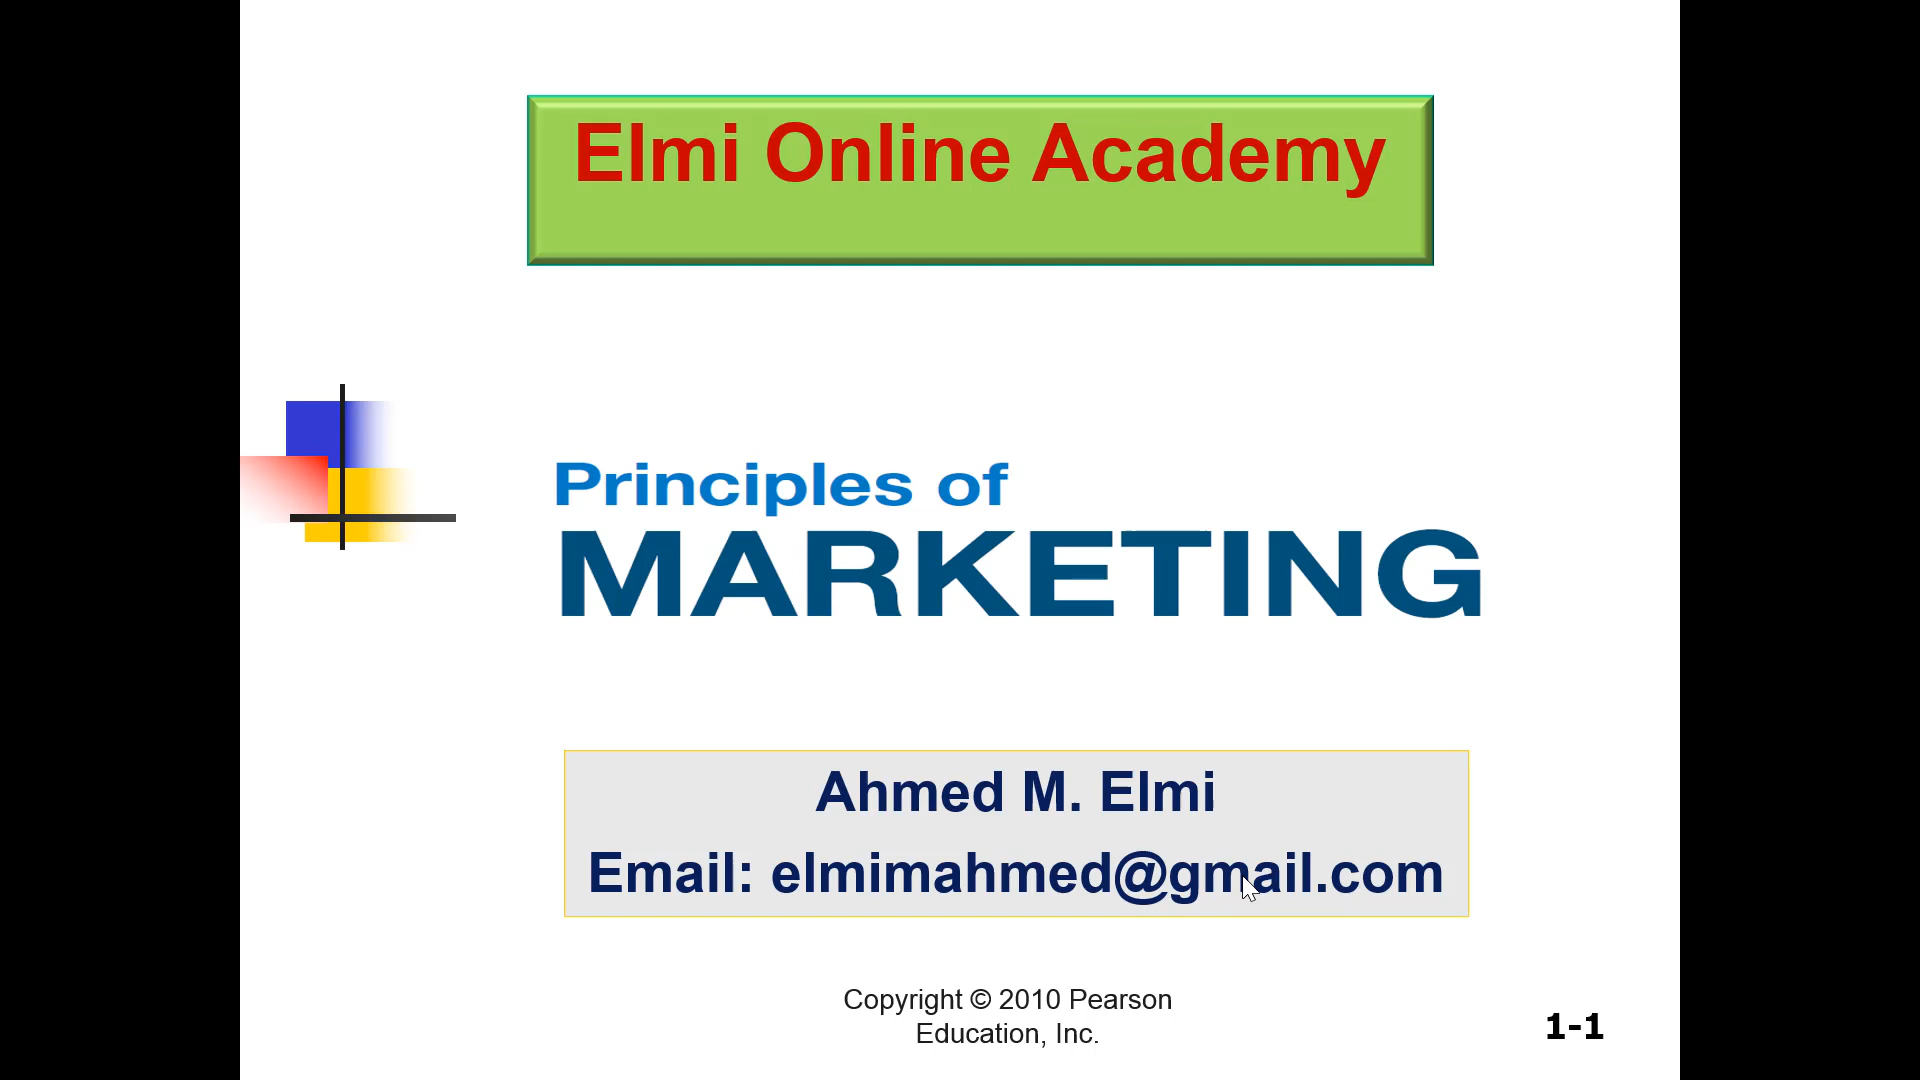 Elmi Online Academy
Principles of
MARKETING
Ahmed M. Elmi
Email: elmimahmed@gmail.com
Copyright © 2010 Pearson
Education, Inc.
1-1